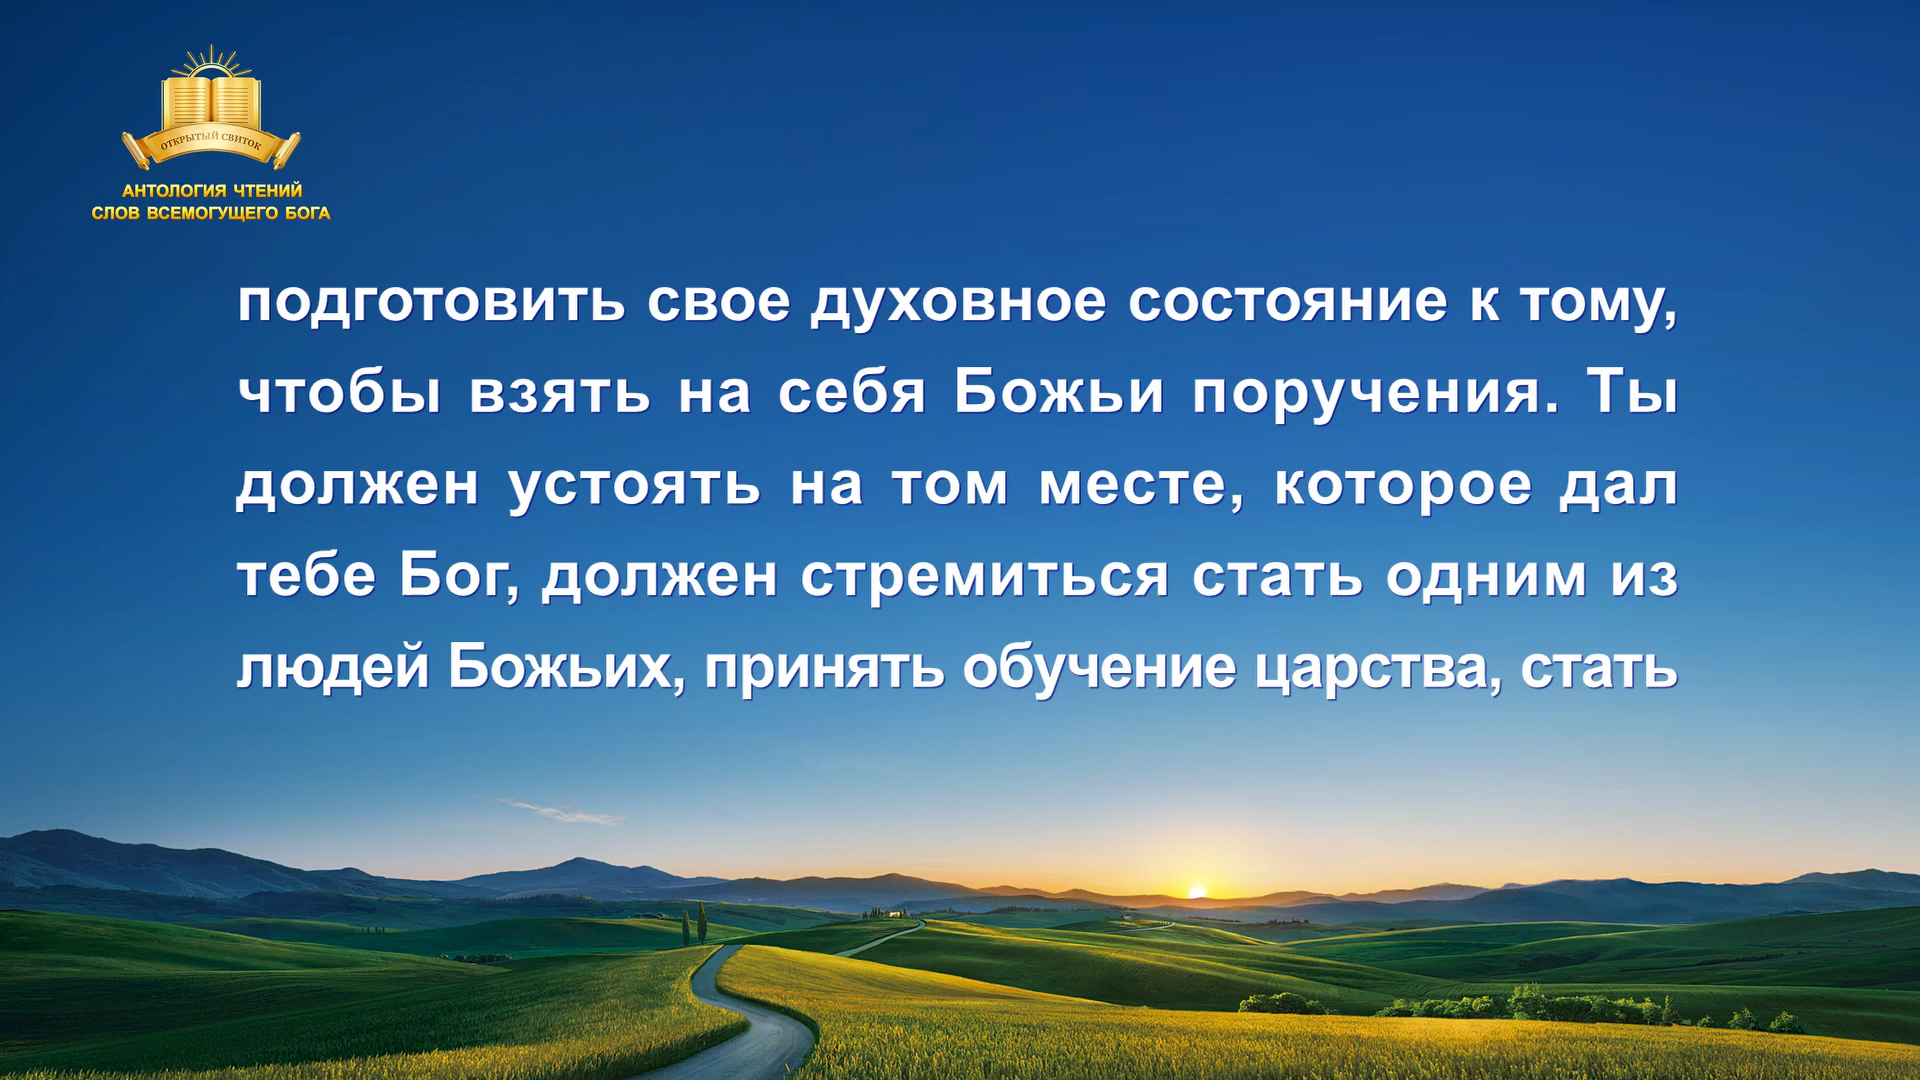 ОТКРЫТЫЙ СВИТОК
АНТОЛОГИЯ ЧТЕНИЙ
СЛОВ ВСЕМОГУЩЕГО БОГА
подготовить свое духовное состояние к тому,
чтобы взять на себя Божьи поручения. Ты
должен устоять на том месте, которое дал
тебе Бог, должен стремиться стать одним из
людей Божьих, принять обучение царства, стать